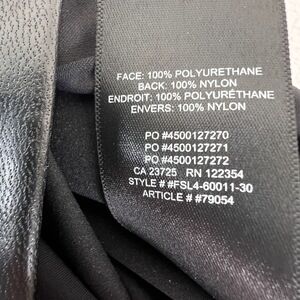 FACE: 100% POLYURETHANE
BACK: 100% NYLON
ENDROIT: 100% POLYURÉTHANE
ENVERS: 100% NYLON
PO #4500127270
PO #4500127271
PO #4500127272
CA 23725 RN 122354
STYLE # #FSL4-60011-30
ARTICLE # #79054